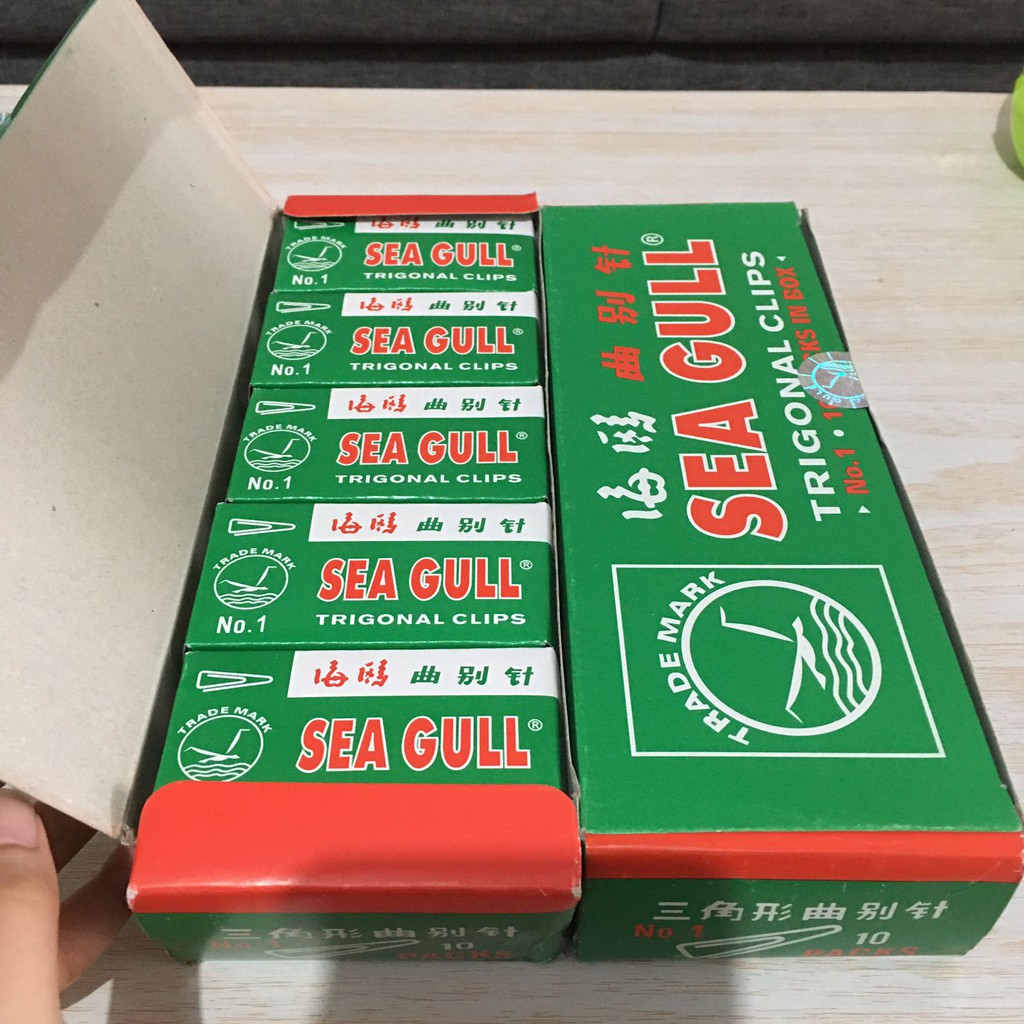 海鸥 曲别针
TRADE MARK
SEA GULL®
No.1
TRIGONAL CLIPS
海鸥 曲别针
TRADE MARK
SEA GULL®
No.1
TRIGONAL CLIPS
海鸥 曲别针
TRADE MARK
SEA GULL®
No.1
TRIGONAL CLIPS
海鸥 曲别针
TRADE MARK
SEA GULL®
No.1
TRIGONAL CLIPS
海鸥 曲别针
TRADE MARK
SEA GULL®
三角形曲别针
No.1 10 PACKS
海鸥 曲别针
SEA GULL®
TRIGONAL CLIPS
No.1 • IN BOX
TRADE MARK
三角形曲别针
No.1 10 PACKS